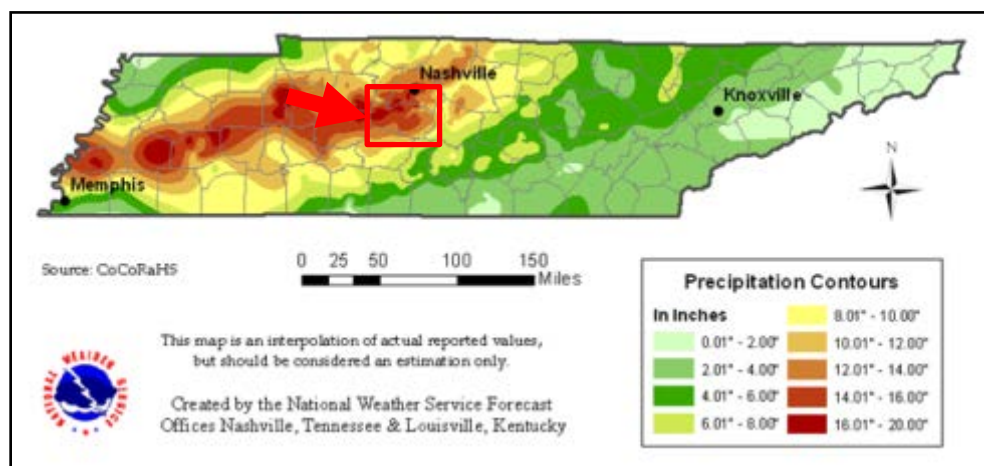 Nashville
Knoxville
Memphis
N
Source: CoCoRaHS
0 25 50 100 150
Miles
This map is an interpolation of actual reported values,
but should be considered an estimation only.
Created by the National Weather Service Forecast
Offices Nashville, Tennessee & Louisville, Kentucky
NATIONAL WEATHER SERVICE
Precipitation Contours
In Inches
0.01" - 2.00"
2.01" - 4.00"
4.01" - 6.00"
6.01" - 8.00"
8.01" - 10.00"
10.01" - 12.00"
12.01" - 14.00"
14.01" - 16.00"
16.01" - 20.00"